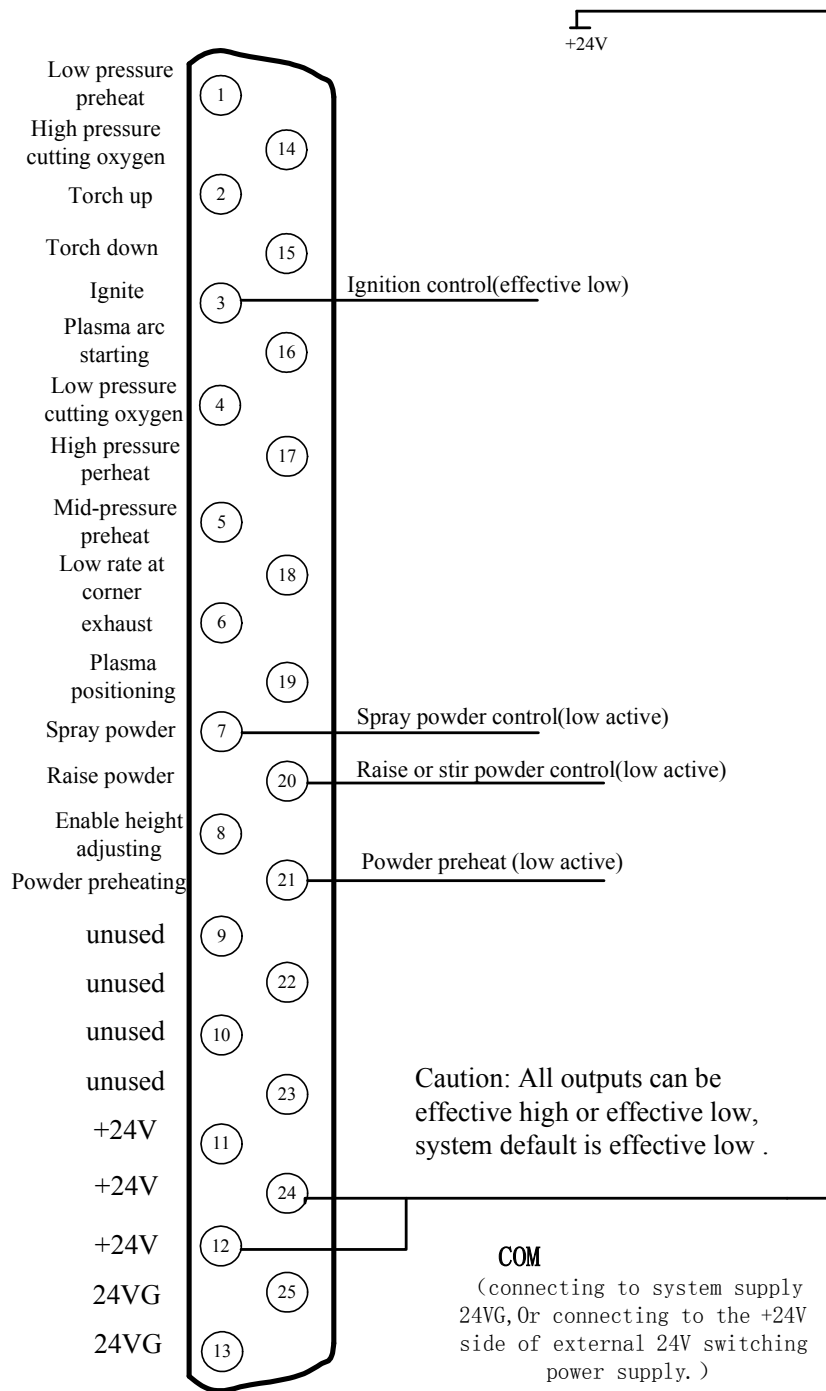 +24V
Low pressure
preheat
1
High pressure
cutting oxygen
14
Torch up
2
Torch down
15
Ignite
3
Ignition control(effective low)
Plasma arc
starting
16
Low pressure
cutting oxygen
4
High pressure
perheat
17
Mid-pressure
preheat
5
Low rate at
corner
18
exhaust
6
Plasma
positioning
19
Spray powder
7
Spray powder control(low active)
Raise powder
20
Raise or stir powder control(low active)
Enable height
adjusting
8
Powder preheating
21
Powder preheat (low active)
unused
9
unused
22
unused
10
unused
23
+24V
11
+24V
24
+24V
12
24VG
25
24VG
13
Caution: All outputs can be
effective high or effective low,
system default is effective low .
COM
(connecting to system supply
24VG,Or connecting to the +24V
side of external 24V switching
power supply.)